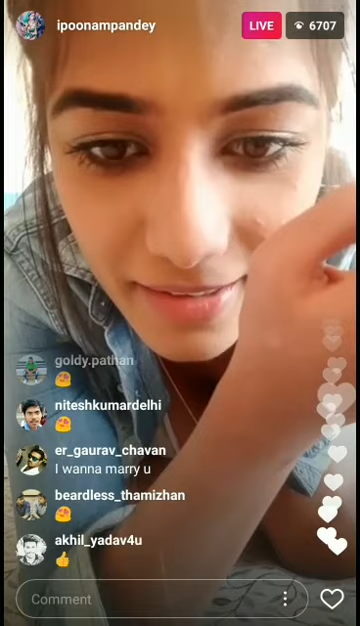 ipoonampandey
LIVE 6707
goldy.pathan
😍
niteshkumardelhi
😍
er_gaurav_chavan
I wanna marry u
beardless_thamizhan
😍
akhil_yadav4u
👍
Comment